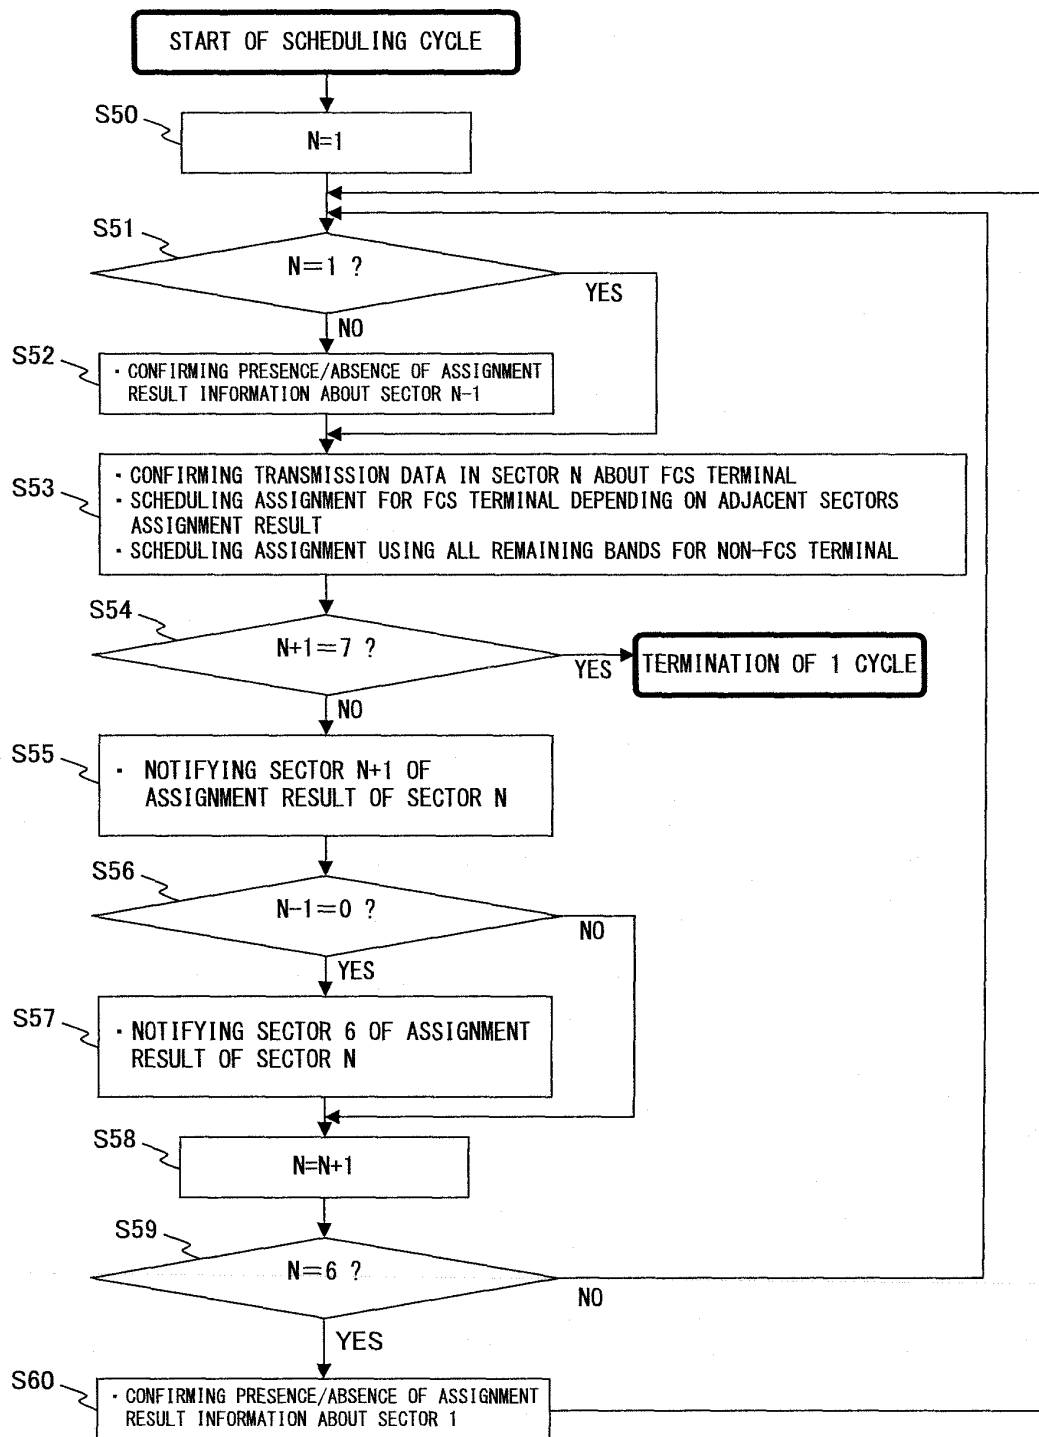 START OF SCHEDULING CYCLE
S50
N=1
S51
N=1 ?
YES
NO
S52
· CONFIRMING PRESENCE/ABSENCE OF ASSIGNMENT
RESULT INFORMATION ABOUT SECTOR N-1
S53
· CONFIRMING TRANSMISSION DATA IN SECTOR N ABOUT FCS TERMINAL
· SCHEDULING ASSIGNMENT FOR FCS TERMINAL DEPENDING ON ADJACENT SECTORS
ASSIGNMENT RESULT
· SCHEDULING ASSIGNMENT USING ALL REMAINING BANDS FOR NON-FCS TERMINAL
S54
N+1=7 ?
YES
TERMINATION OF 1 CYCLE
NO
S55
· NOTIFYING SECTOR N+1 OF
ASSIGNMENT RESULT OF SECTOR N
S56
N-1=0 ?
NO
YES
S57
· NOTIFYING SECTOR 6 OF ASSIGNMENT
RESULT OF SECTOR N
S58
N=N+1
S59
N=6 ?
NO
YES
S60
· CONFIRMING PRESENCE/ABSENCE OF ASSIGNMENT
RESULT INFORMATION ABOUT SECTOR 1